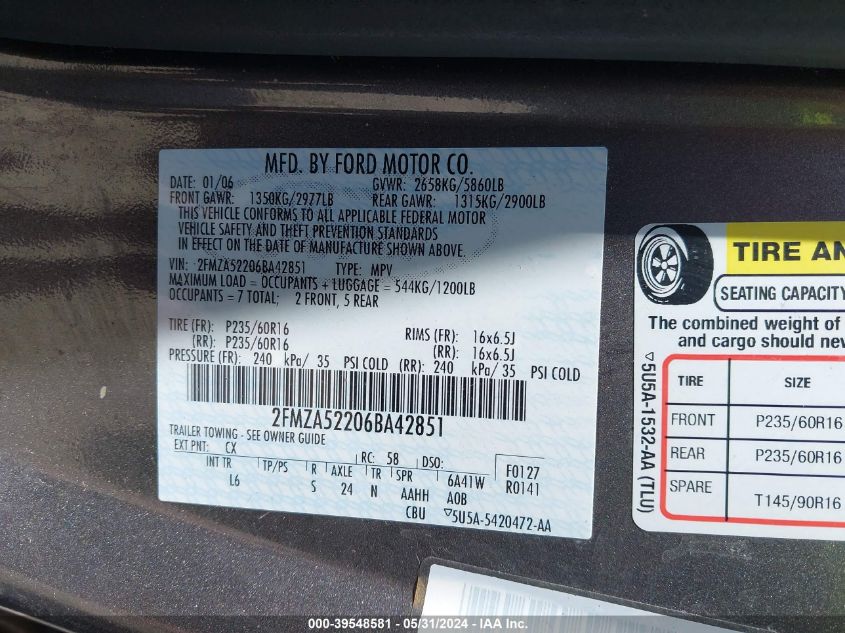 MFD. BY FORD MOTOR CO.
DATE: 01/06 GVWR: 2658KG/5860LB
FRONT GAWR: 1350KG/2977LB REAR GAWR: 1315KG/2900LB
THIS VEHICLE CONFORMS TO ALL APPLICABLE FEDERAL MOTOR
VEHICLE SAFETY AND THEFT PREVENTION STANDARDS
IN EFFECT ON THE DATE OF MANUFACTURE SHOWN ABOVE.
VIN: 2FMZA52206BA42851 TYPE: MPV
MAXIMUM LOAD = OCCUPANTS + LUGGAGE = 544KG/1200LB
OCCUPANTS = 7 TOTAL; 2 FRONT, 5 REAR
TIRE (FR): P235/60R16 RIMS (FR): 16x6.5J
(RR): P235/60R16 (RR): 16x6.5J
PRESSURE (FR): 240 kPa/ 35 PSI COLD (RR): 240 kPa/ 35 PSI COLD
2FMZA52206BA42851
TRAILER TOWING - SEE OWNER GUIDE
EXT PNT: CX RC: 58 DSO: F0127
INT TR TP/PS R AXLE TR SPR 6A41W R0141
L6 S 24 N AAHH A0B
CBU ▽5U5A-5420472-AA
TIRE AN
SEATING CAPACITY
The combined weight of
and cargo should nev
TIRE SIZE
FRONT P235/60R16
REAR P235/60R16
SPARE T145/90R16
▽5U5A-1532-AA (TLU)
000-39548581 - 05/31/2024 - IAAI.com